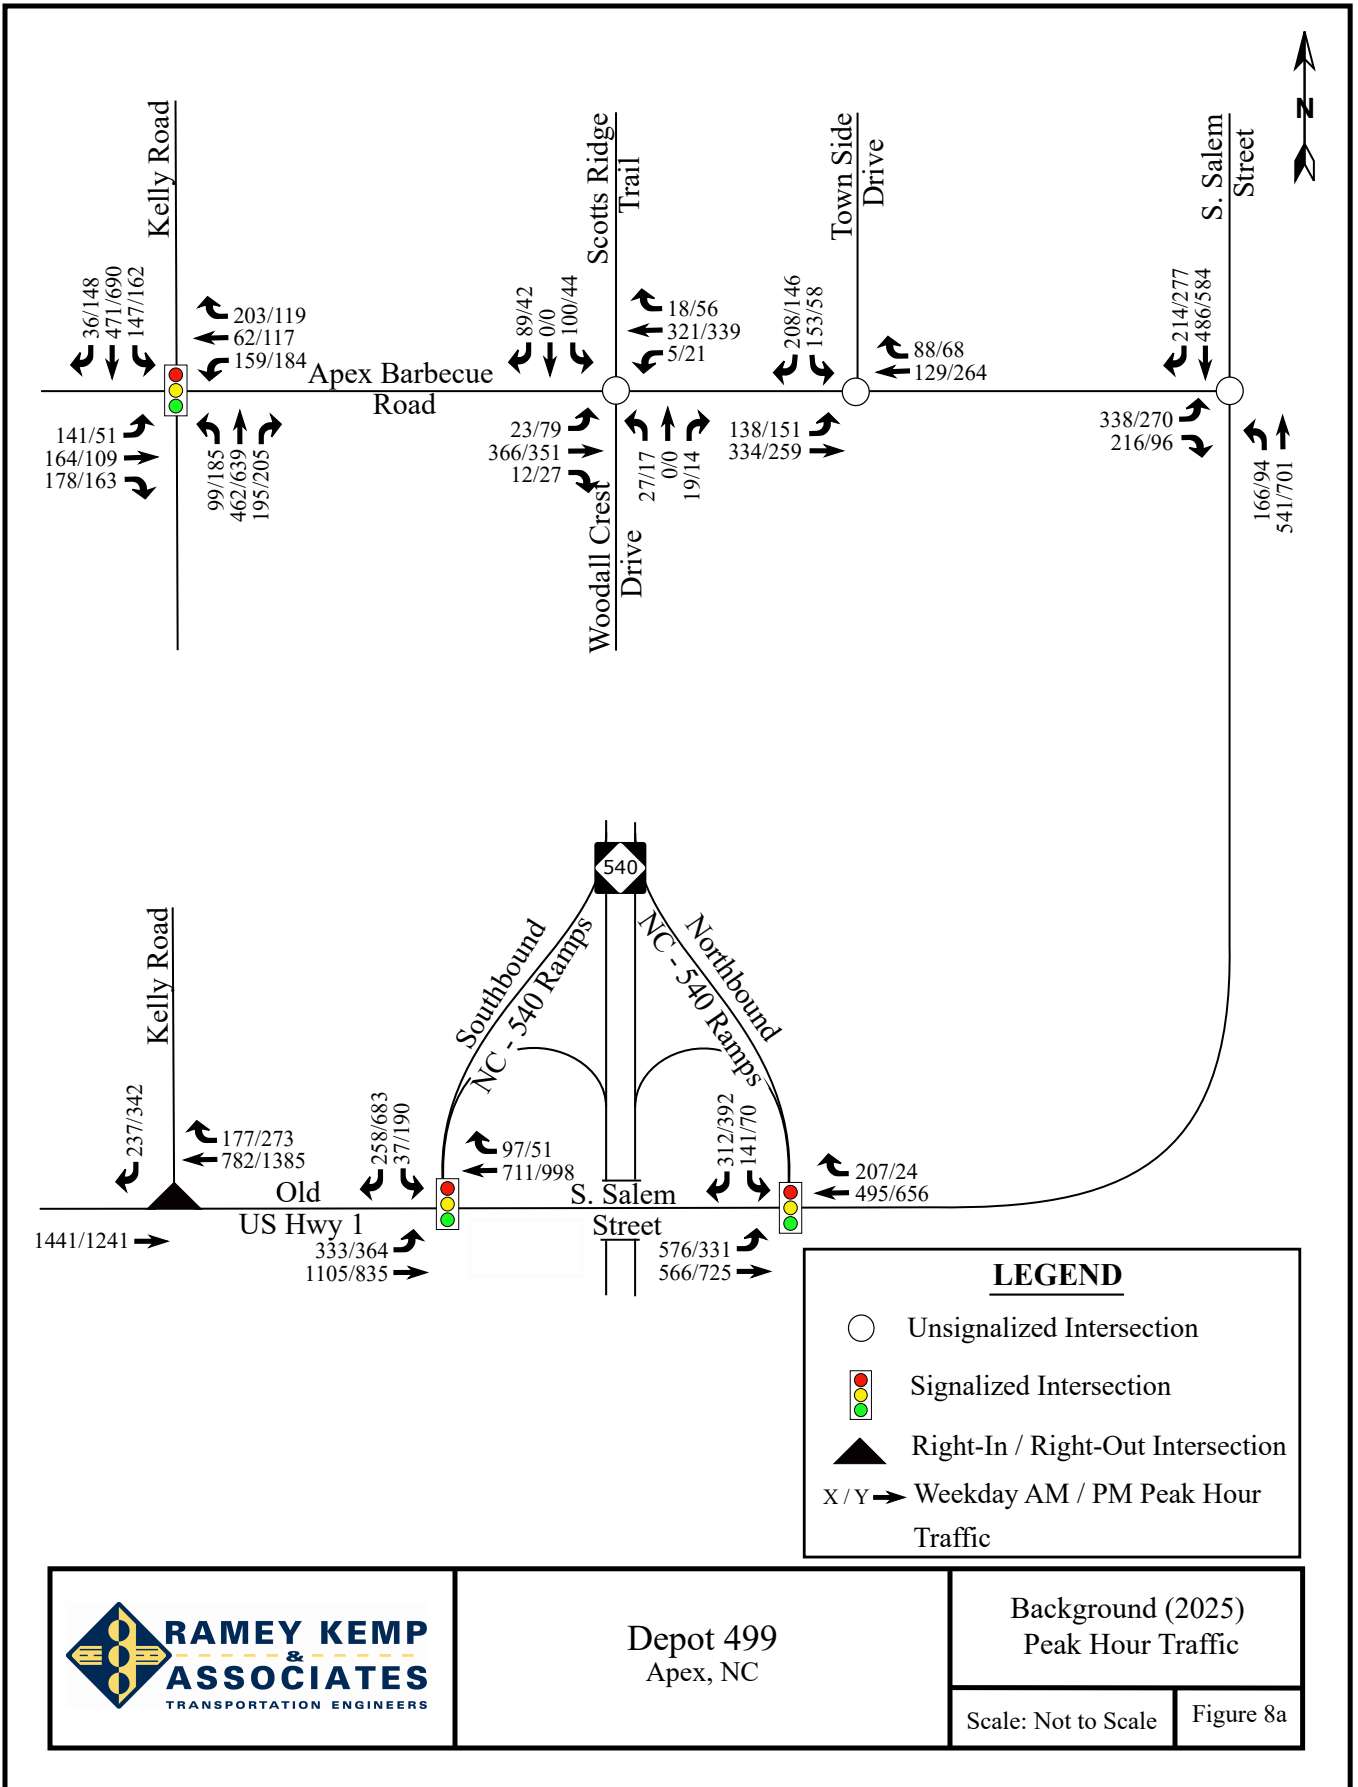 N
Kelly Road
Scotts Ridge
Trail
Town Side
Drive
S. Salem
Street
36/148
471/690
147/162
203/119
62/117
159/184
141/51
164/109
178/163
99/185
462/639
195/205
Apex Barbecue
Road
89/42
0/0
100/44
18/56
321/339
5/21
23/79
366/351
12/27
27/17
0/0
19/14
Woodall Crest
Drive
208/146
153/58
88/68
129/264
138/151
334/259
214/277
486/584
338/270
216/96
166/94
541/701
540
Southbound
NC - 540 Ramps
Northbound
NC - 540 Ramps
Kelly Road
237/342
177/273
782/1385
1441/1241
Old
US Hwy 1
258/683
37/190
97/51
711/998
333/364
1105/835
S. Salem
Street
312/392
141/70
207/24
495/656
576/331
566/725
LEGEND
Unsignalized Intersection
Signalized Intersection
Right-In / Right-Out Intersection
X / Y Weekday AM / PM Peak Hour
Traffic
RAMEY KEMP
&
ASSOCIATES
TRANSPORTATION ENGINEERS
Depot 499
Apex, NC
Background (2025)
Peak Hour Traffic
Scale: Not to Scale
Figure 8a